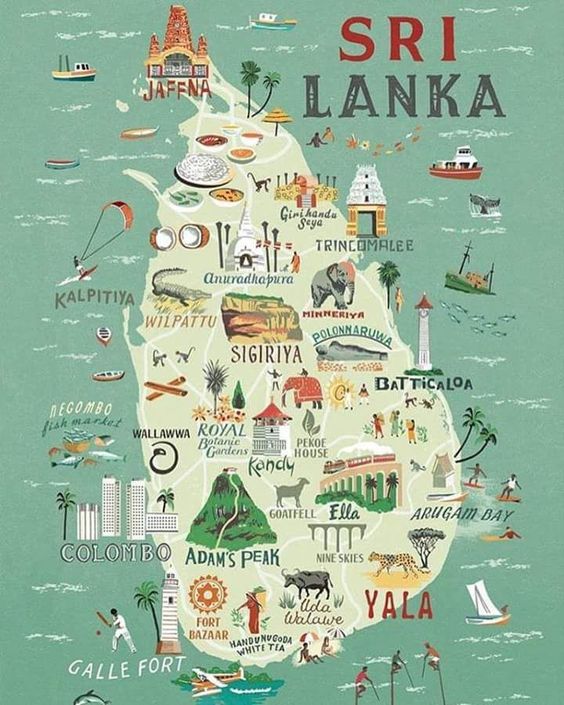 SRI
LANKA
JAFFNA
Girihandu
Seya
TRINCOMALEE
KALPITIYA
anuradhapura
WILPATTU
MINNERIYA
POLONNARUWA
SIGIRIYA
BATTICALOA
NEGOMBO
fish market
WALLAWWA
ROYAL
Botanic
Gardens
PEKOE
HOUSE
Kandy
GOATFELL
Ella
ARUGAM BAY
COLOMBO
ADAM'S PEAK
NINE SKIES
YALA
FORT
BAZAAR
Uda
Walawe
HANDUNUGODA
WHITE TEA
GALLE FORT